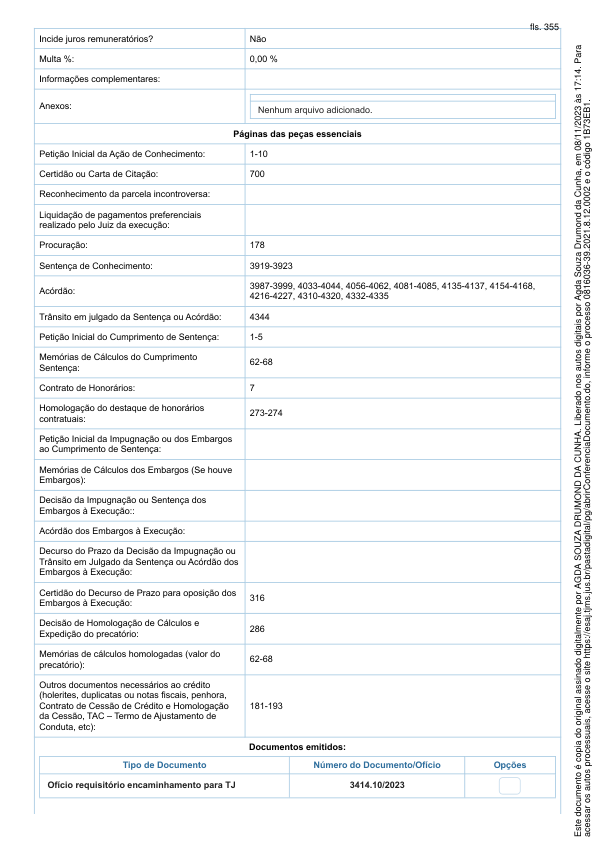 fls. 355
Incide juros remuneratórios? Não
Multa %: 0,00 %
Informações complementares:
Anexos:
Nenhum arquivo adicionado.
Páginas das peças essenciais
Petição Inicial da Ação de Conhecimento: 1-10
Certidão ou Carta de Citação: 700
Reconhecimento da parcela incontroversa:
Liquidação de pagamentos preferenciais
realizado pelo Juiz da execução:
Procuração: 178
Sentença de Conhecimento: 3919-3923
Acórdão:
3987-3999, 4033-4044, 4056-4062, 4081-4085, 4135-4137, 4154-4168,
4216-4227, 4310-4320, 4332-4335
Trânsito em julgado da Sentença ou Acórdão: 4344
Petição Inicial do Cumprimento de Sentença: 1-5
Memórias de Cálculos do Cumprimento
Sentença:
62-68
Contrato de Honorários: 7
Homologação do destaque de honorários
contratuais:
273-274
Petição Inicial da Impugnação ou dos Embargos
ao Cumprimento de Sentença:
Memórias de Cálculos dos Embargos (Se houve
Embargos):
Decisão da Impugnação ou Sentença dos
Embargos à Execução::
Acórdão dos Embargos à Execução:
Decurso do Prazo da Decisão da Impugnação ou
Trânsito em Julgado da Sentença ou Acórdão dos
Embargos à Execução:
Certidão do Decurso de Prazo para oposição dos
Embargos à Execução:
316
Decisão de Homologação de Cálculos e
Expedição do precatório:
286
Memórias de cálculos homologadas (valor do
precatório):
62-68
Outros documentos necessários ao crédito
(holerites, duplicatas ou notas fiscais, penhora,
Contrato de Cessão de Crédito e Homologação
da Cessão, TAC – Termo de Ajustamento de
Conduta, etc):
181-193
Documentos emitidos:
Tipo de Documento Número do Documento/Ofício Opções
Ofício requisitório encaminhamento para TJ 3414.10/2023
Este documento é copia do original assinado digitalmente por AGDA SOUZA DRUMOND DA CUNHA. Liberado nos autos digitais por Agda Souza Drumond da Cunha, em 08/11/2023 às 17:14. Para
acessar os autos processuais, acesse o site https://esaj.tjms.jus.br/pastadigital/pg/abrirConferenciaDocumento.do, informe o processo 0816036-39.2021.8.12.0002 e o código 1B73EB1.